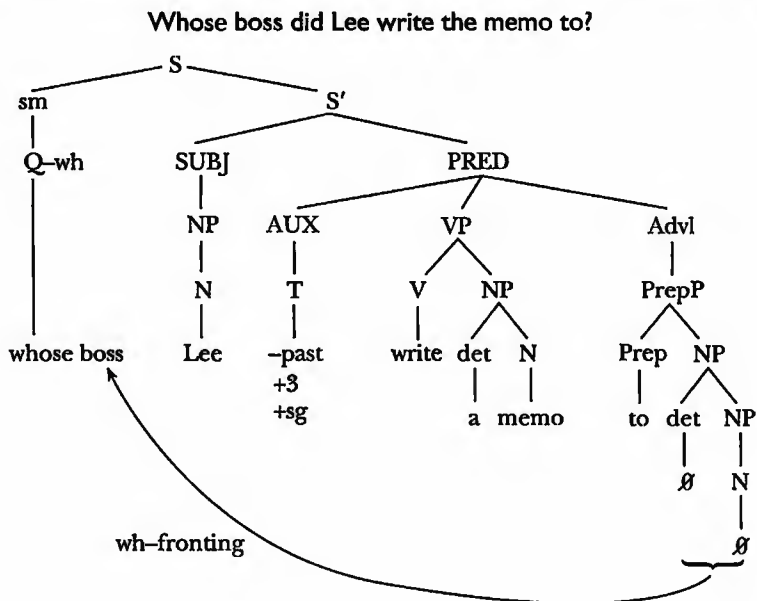 Whose boss did Lee write the memo to?
S
sm S′
Q–wh SUBJ PRED
NP AUX VP Advl
N T V NP PrepP
whose boss Lee –past write det N Prep NP
+3
+sg a memo to det NP
∅ N
wh–fronting ∅